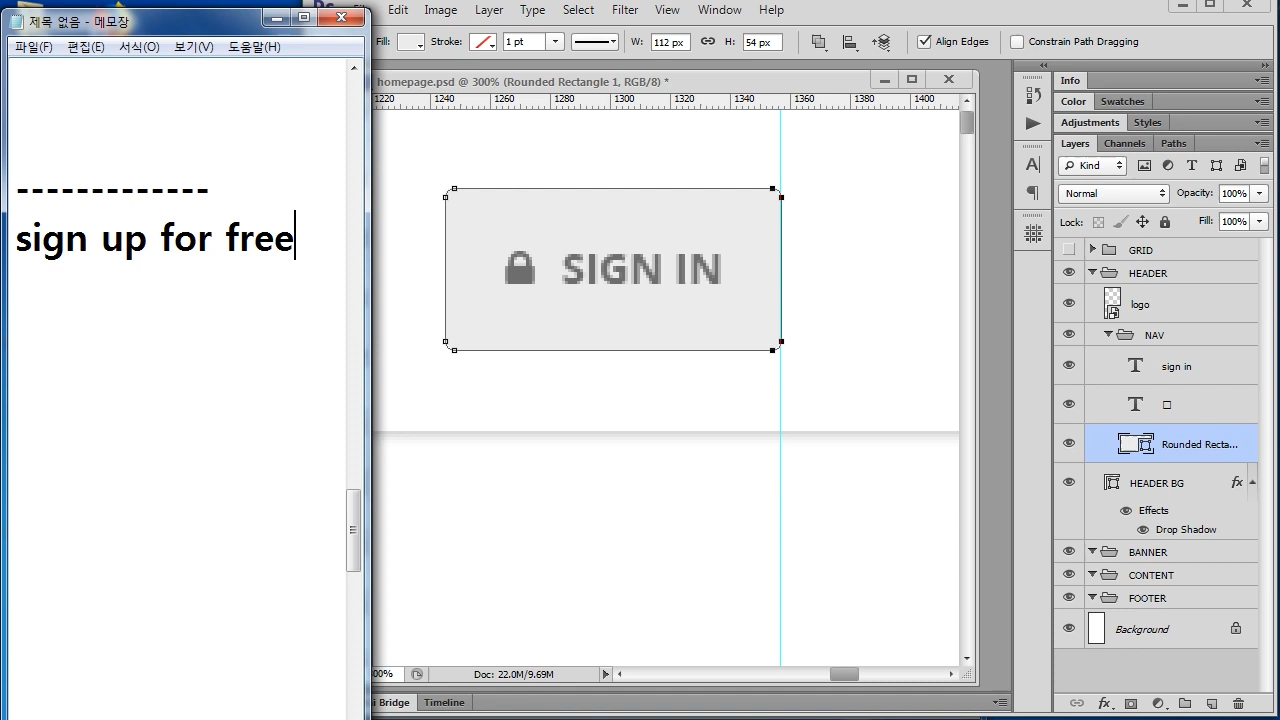 제목 없음 - 메모장
파일(F) 편집(E) 서식(O) 보기(V) 도움말(H)
-------------
sign up for free
Edit Image Layer Type Select Filter View Window Help
Fill: Stroke: 1 pt W: 112 px H: 54 px Align Edges Constrain Path Dragging
homepage.psd @ 300% (Rounded Rectangle 1, RGB/8) *
1220 1240 1260 1280 1300 1320 1340 1360 1380 1400
SIGN IN
Doc: 22.0M/9.69M
Bridge Timeline
Info
Color Swatches
Adjustments Styles
Layers Channels Paths
Kind
Normal Opacity: 100%
Lock: Fill: 100%
GRID
HEADER
logo
NAV
sign in
Rounded Recta...
HEADER BG fx
Effects
Drop Shadow
BANNER
CONTENT
FOOTER
Background
fx